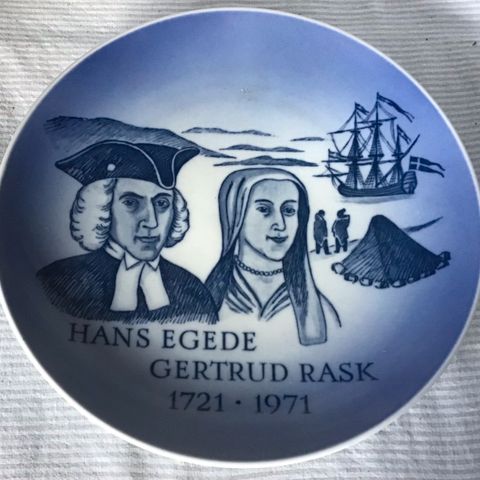 HANS EGEDE
GERTRUD RASK
1721 · 1971